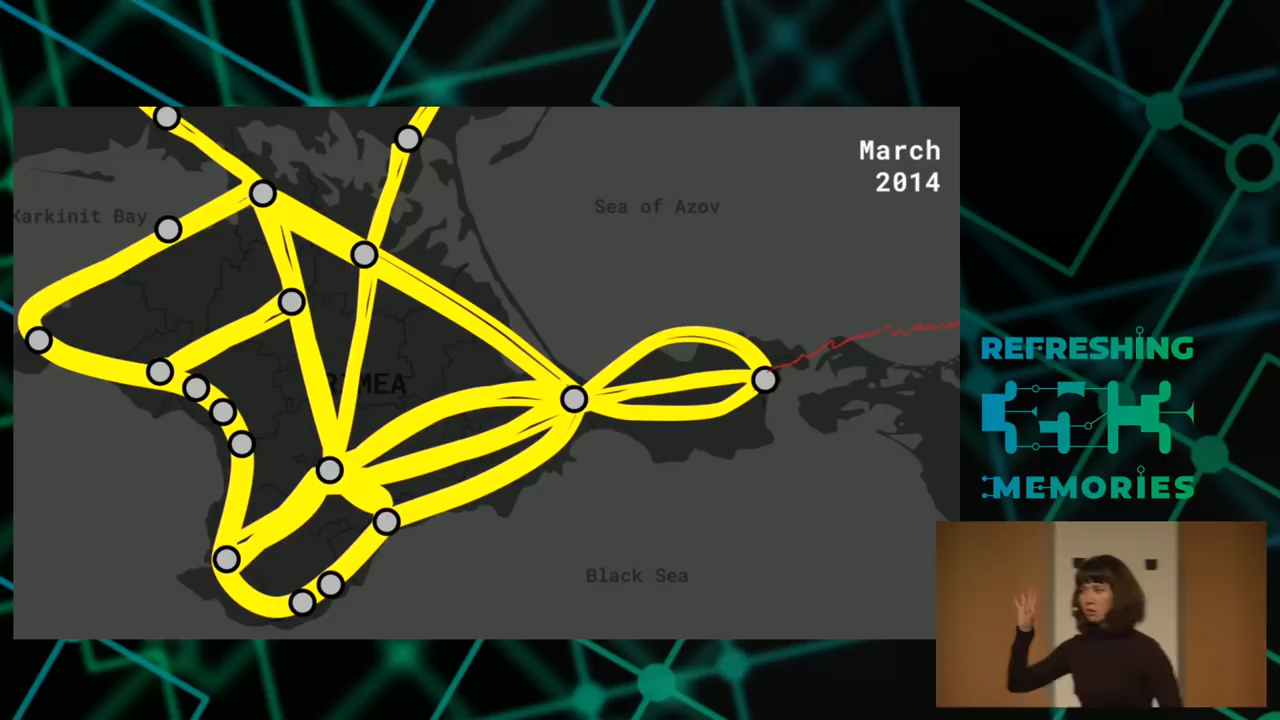 March
2014
Sea of Azov
Karkinit Bay
REFRESHING
MEMORIES
Black Sea